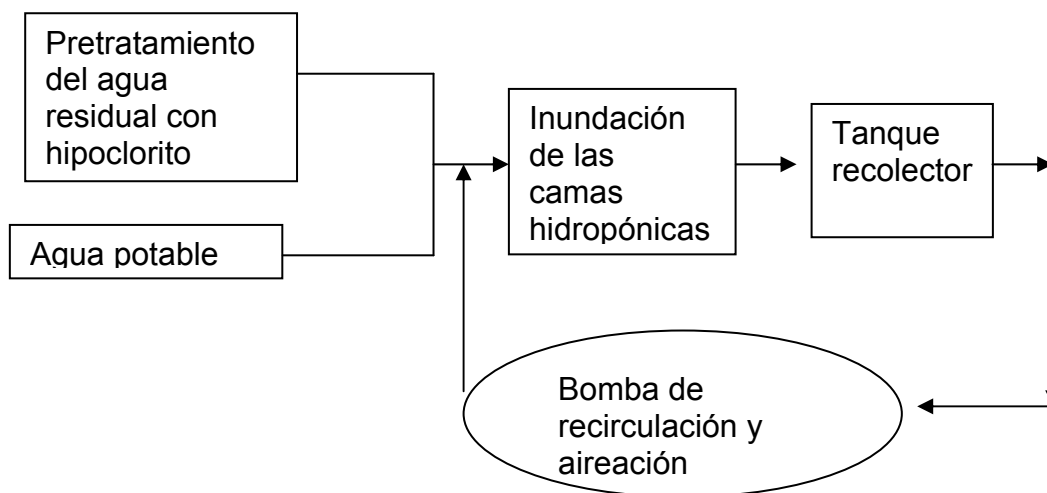 Pretratamiento
del agua
residual con
hipoclorito
Agua potable
Inundación
de las
camas
hidropónicas
Tanque
recolector
Bomba de
recirculación y
aireación